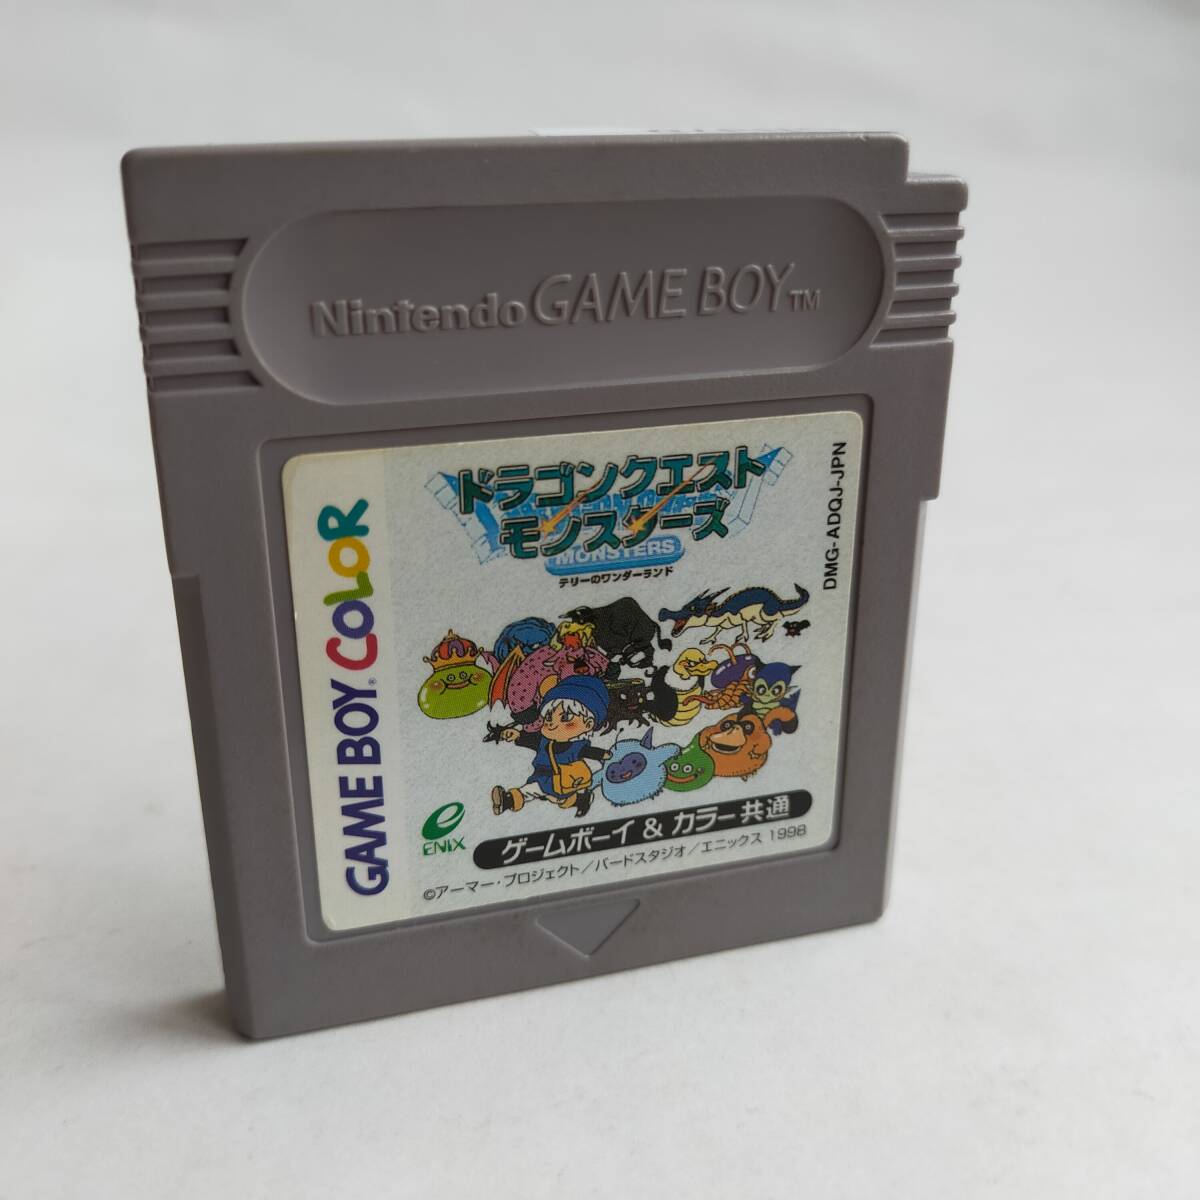 Nintendo GAME BOY TM
GAME BOY® COLOR
ドラゴンクエスト
モンスターズ
MONSTERS
テリーのワンダーランド
DMG-ADQJ-JPN
ENIX
ゲームボーイ & カラー共通
©アーマー・プロジェクト/バードスタジオ/エニックス 1998